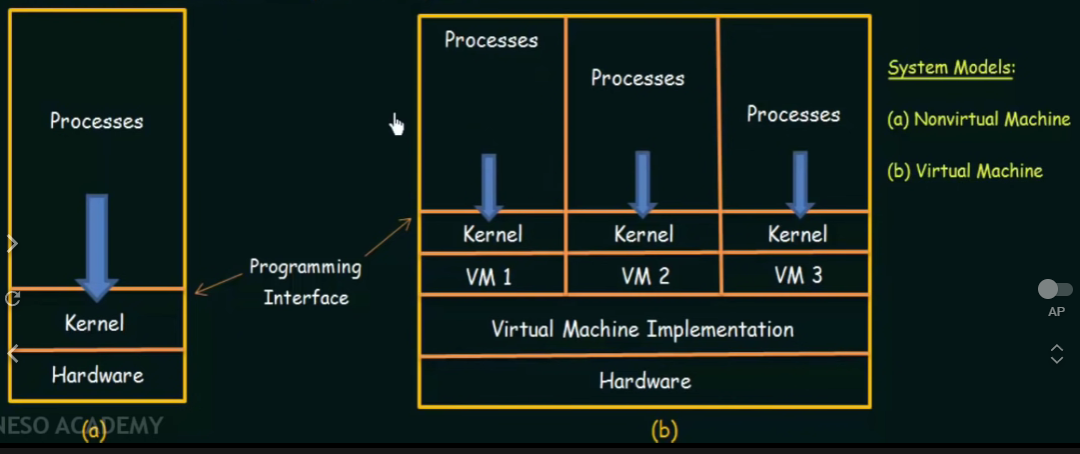 Processes
Kernel
Hardware
(a)
Programming
Interface
Processes
Processes
Processes
Kernel
Kernel
Kernel
VM 1
VM 2
VM 3
Virtual Machine Implementation
Hardware
(b)
System Models:
(a) Nonvirtual Machine
(b) Virtual Machine
AP
NESO ACADEMY